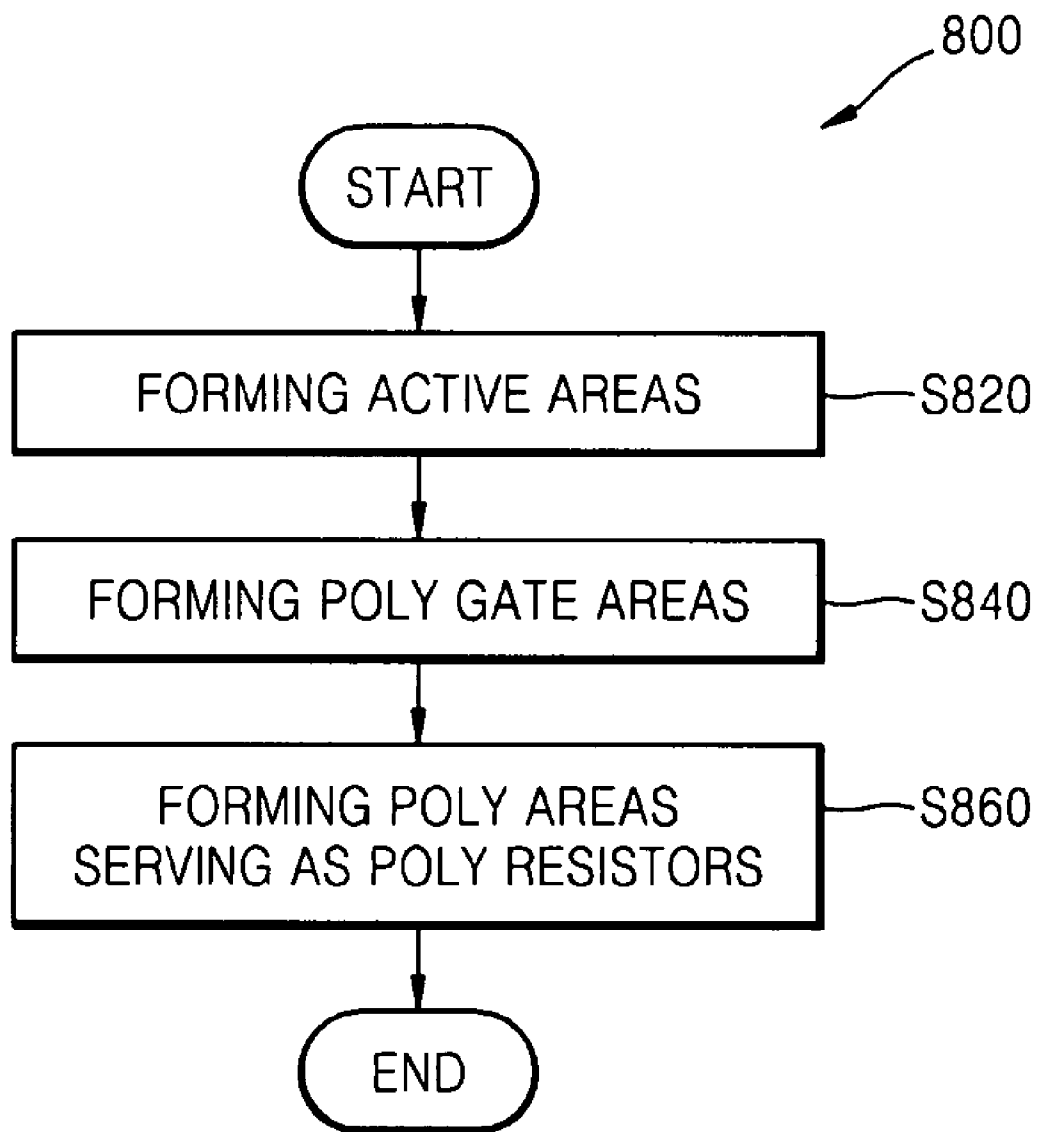 800
START
FORMING ACTIVE AREAS
S820
FORMING POLY GATE AREAS
S840
FORMING POLY AREAS
SERVING AS POLY RESISTORS
S860
END